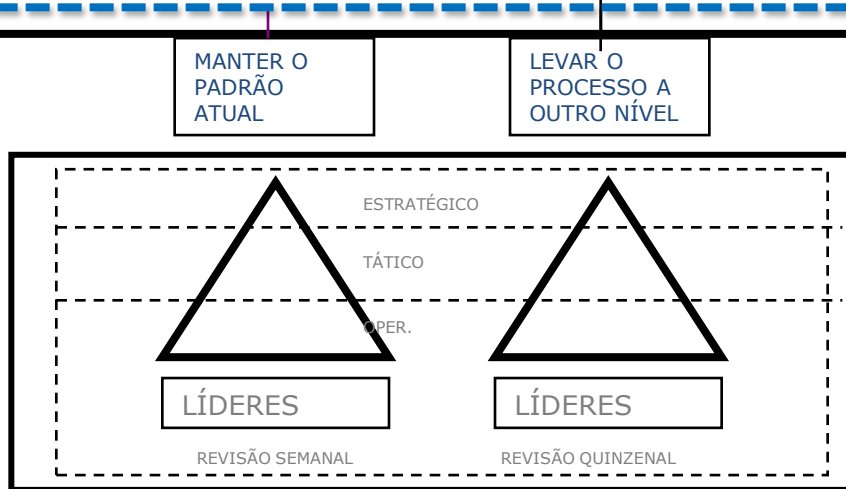 MANTER O
PADRÃO
ATUAL
LEVAR O
PROCESSO A
OUTRO NÍVEL
ESTRATÉGICO
TÁTICO
OPER.
LÍDERES
LÍDERES
REVISÃO SEMANAL
REVISÃO QUINZENAL